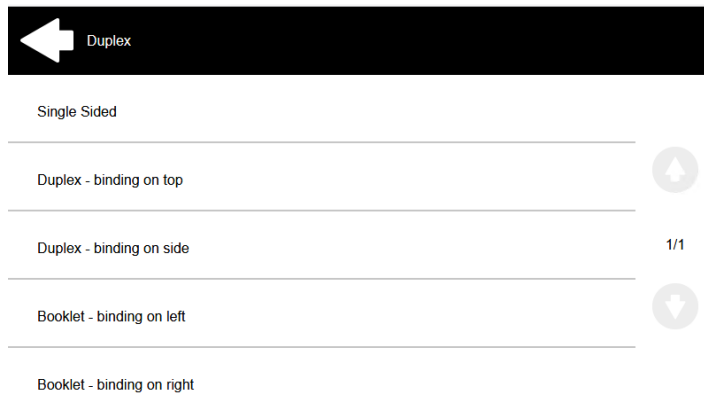 Duplex
Single Sided
Duplex - binding on top
Duplex - binding on side
1/1
Booklet - binding on left
Booklet - binding on right